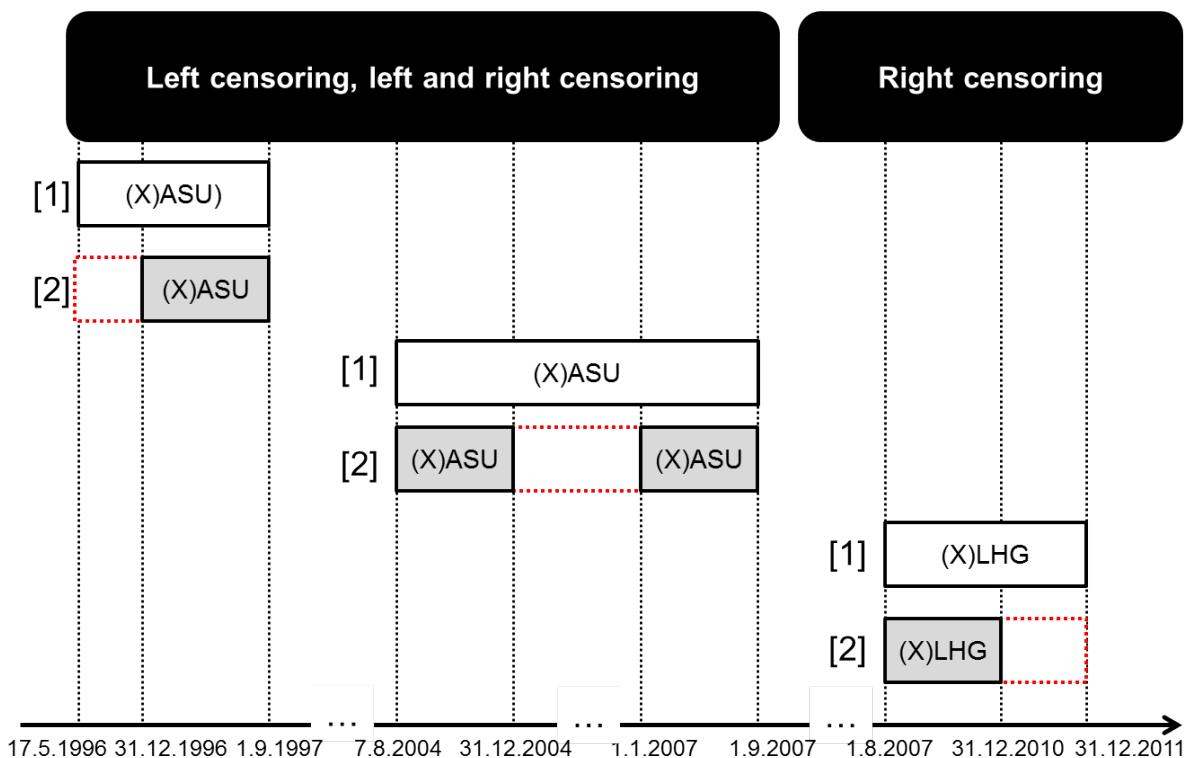 Left censoring, left and right censoring
Right censoring
[1]
(X)ASU)
[2]
(X)ASU
[1]
(X)ASU
[2]
(X)ASU
(X)ASU
[1]
(X)LHG
[2]
(X)LHG
... ... ...
17.5.1996 31.12.1996 1.9.1997 7.8.2004 31.12.2004 1.1.2007 1.9.2007 1.8.2007 31.12.2010 31.12.2011